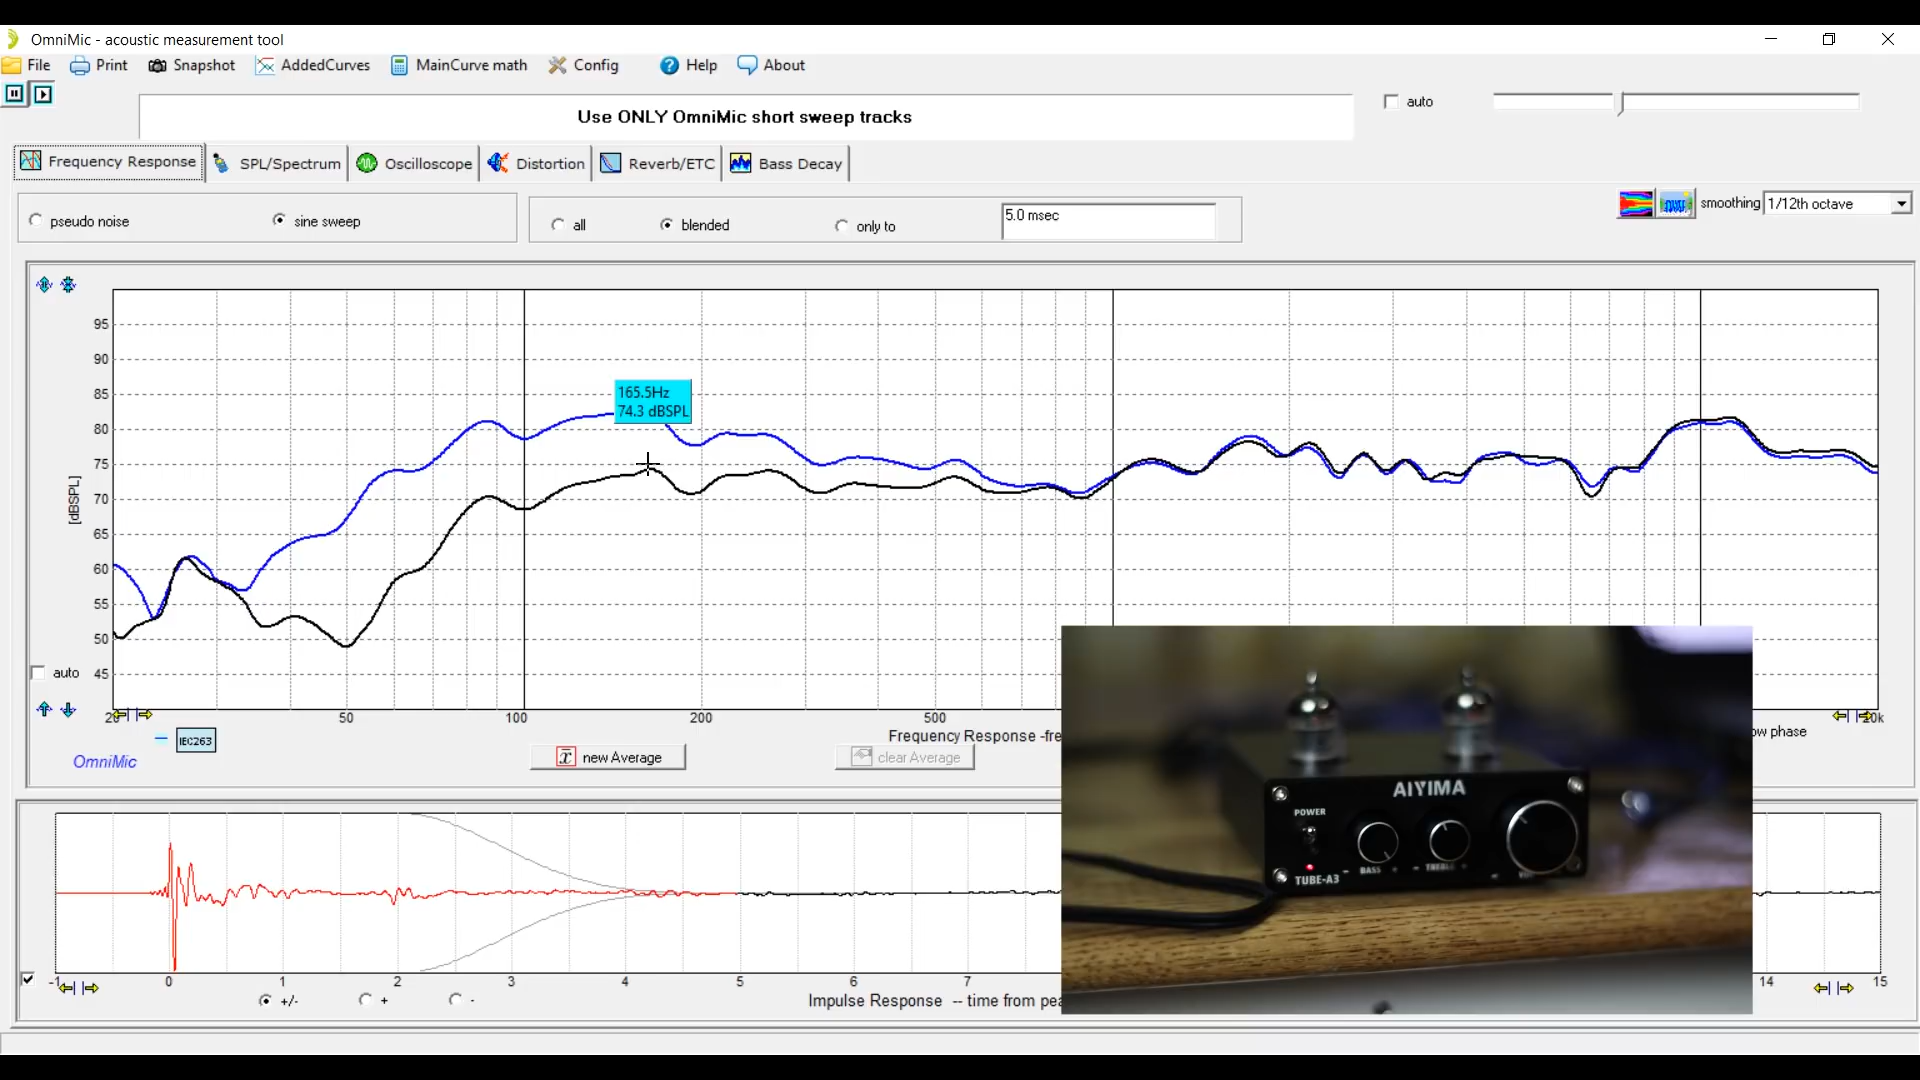 OmniMic - acoustic measurement tool
File Print Snapshot AddedCurves MainCurve math Config Help About
Use ONLY OmniMic short sweep tracks
auto
Frequency Response SPL/Spectrum Oscilloscope Distortion Reverb/ETC Bass Decay
pseudo noise sine sweep all blended only to 5.0 msec
smoothing 1/12th octave
165.5Hz
74.3 dBSPL
[dBSPL]
95
90
85
80
75
70
65
60
55
50
45
auto
20 50 100 200 500 20k
IEC263
OmniMic
new Average
clear Average
Frequency Response -fre
ow phase
AIYIMA
POWER
BASS
TREBLE
VOL
TUBE-A3
-1 0 1 2 3 4 5 6 7 14 15
+/- + -
Impulse Response -- time from pea